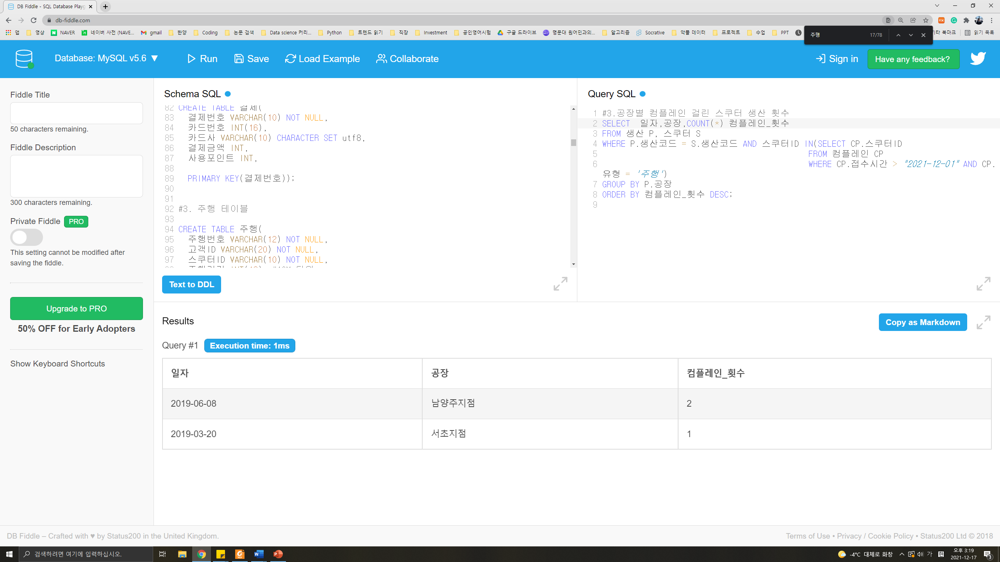 DB Fiddle - SQL Database Playg
db-fiddle.com
앱 영상 NAVER 네이버 사전 (NAVE... gmail 한양 Coding 논문 검색 Data science 커리... Python 트렌드 읽기 직장 Investment 공인영어시험 구글 드라이브 명문대 원어민과의... 알고리즘 Socrative 악플 데이터 프로젝트 수업 PPT 기타 북마크 읽기 목록
주행 17/78
Database: MySQL v5.6 ▼ Run Save Load Example Collaborate Sign in Have any feedback?
Fiddle Title
50 characters remaining.
Fiddle Description
300 characters remaining.
Private Fiddle PRO
This setting cannot be modified after
saving the fiddle.
Upgrade to PRO
50% OFF for Early Adopters
Show Keyboard Shortcuts
Schema SQL
82 CREATE TABLE 결제(
83 결제번호 VARCHAR(10) NOT NULL,
84 카드번호 INT(16),
85 카드사 VARCHAR(10) CHARACTER SET utf8,
86 결제금액 INT,
87 사용포인트 INT,
88
89 PRIMARY KEY(결제번호));
90
91
92 #3. 주행 테이블
93
94 CREATE TABLE 주행(
95 주행번호 VARCHAR(12) NOT NULL,
96 고객ID VARCHAR(20) NOT NULL,
97 스쿠터ID VARCHAR(10) NOT NULL,
Text to DDL
Query SQL
1 #3.공장별 컴플레인 걸린 스쿠터 생산 횟수
2 SELECT 일자,공장,COUNT(*) 컴플레인_횟수
3 FROM 생산 P, 스쿠터 S
4 WHERE P.생산코드 = S.생산코드 AND 스쿠터ID IN(SELECT CP.스쿠터ID
5 FROM 컴플레인 CP
6 WHERE CP.접수시간 > "2021-12-01" AND CP.
유형 = '주행')
7 GROUP BY P.공장
8 ORDER BY 컴플레인_횟수 DESC;
9
Results Copy as Markdown
Query #1 Execution time: 1ms
일자 공장 컴플레인_횟수
2019-06-08 남양주지점 2
2019-03-20 서초지점 1
DB Fiddle – Crafted with ♥ by Status200 in the United Kingdom. Terms of Use • Privacy / Cookie Policy • Status200 Ltd © 2018
검색하려면 여기에 입력하십시오. -4°C 대체로 화창 가 한 오후 3:19
2021-12-17 3